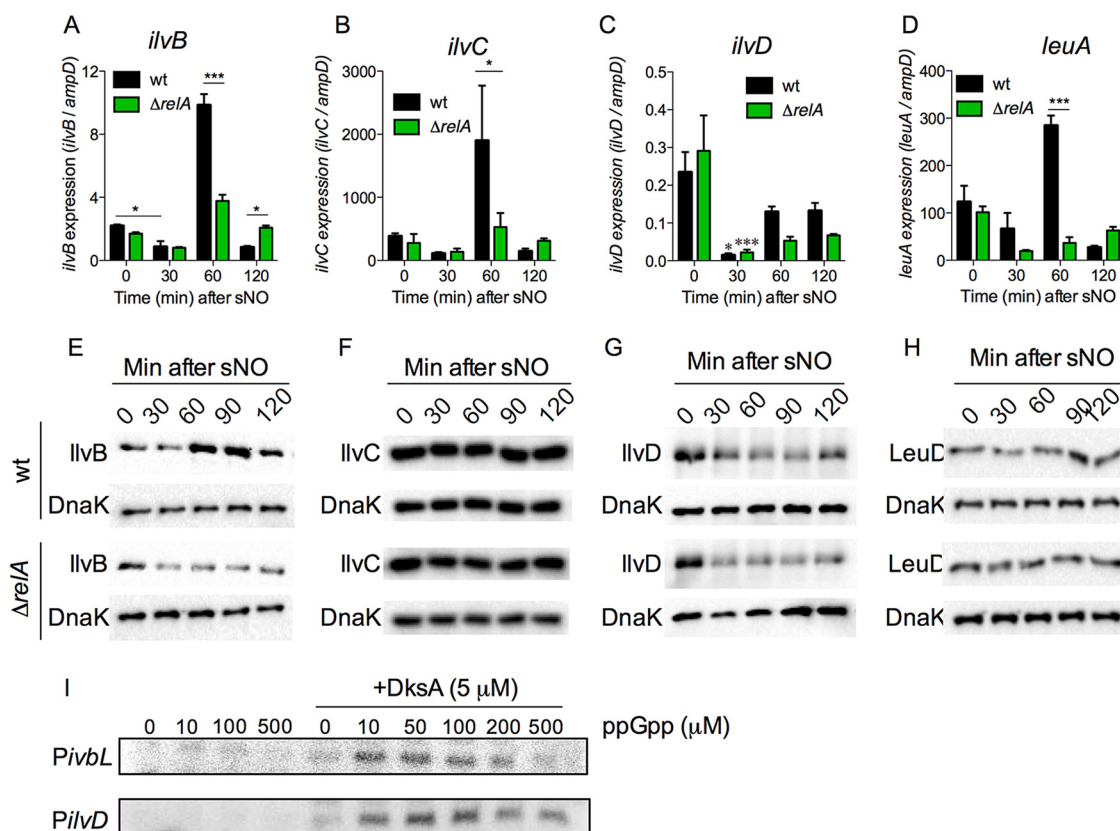 A
ilvB
ilvB expression (ilvB / ampD)
12
8
4
0
***
wt
ΔrelA
*
*
0 30 60 120
Time (min) after sNO
B
ilvC
ilvC expression (ilvC / ampD)
3000
2000
1000
0
*
wt
ΔrelA
0 30 60 120
Time (min) after sNO
C
ilvD
ilvD expression (ilvD / ampD)
0.5
0.4
0.3
0.2
0.1
0.0
wt
ΔrelA
* ***
0 30 60 120
Time (min) after sNO
D
leuA
leuA expression (leuA / ampD)
400
300
200
100
0
wt
ΔrelA
***
0 30 60 120
Time (min) after sNO
E
Min after sNO
0 30 60 90 120
wt
IlvB
DnaK
ΔrelA
IlvB
DnaK
F
Min after sNO
0 30 60 90 120
IlvC
DnaK
IlvC
DnaK
G
Min after sNO
0 30 60 90 120
IlvD
DnaK
IlvD
DnaK
H
Min after sNO
0 30 60 90 120
LeuD
DnaK
LeuD
DnaK
I
+DksA (5 μM)
0 10 100 500 0 10 50 100 200 500 ppGpp (μM)
PivbL
PilvD